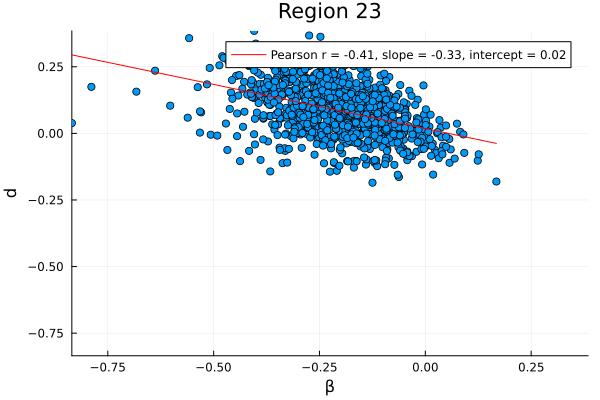 Region 23
Pearson r = -0.41, slope = -0.33, intercept = 0.02
0.25
0.00
−0.25
−0.50
−0.75
d
−0.75 −0.50 −0.25 0.00 0.25
β